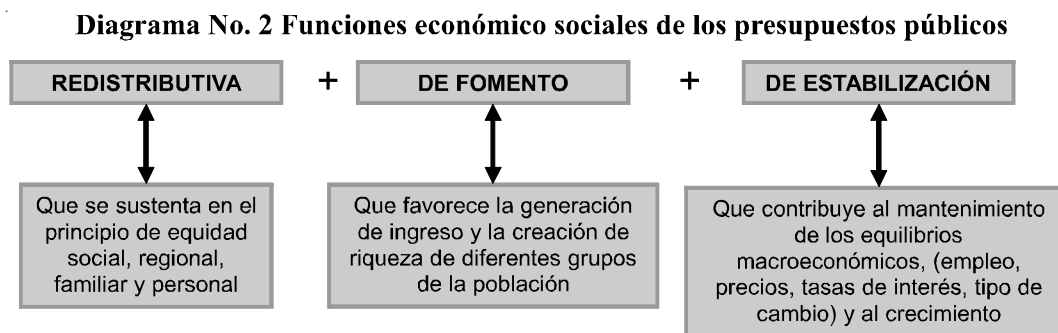 Diagrama No. 2 Funciones económico sociales de los presupuestos públicos
REDISTRIBUTIVA + DE FOMENTO + DE ESTABILIZACIÓN
Que se sustenta en el
principio de equidad
social, regional,
familiar y personal
Que favorece la generación
de ingreso y la creación de
riqueza de diferentes grupos
de la población
Que contribuye al mantenimiento
de los equilibrios
macroeconómicos, (empleo,
precios, tasas de interés, tipo de
cambio) y al crecimiento